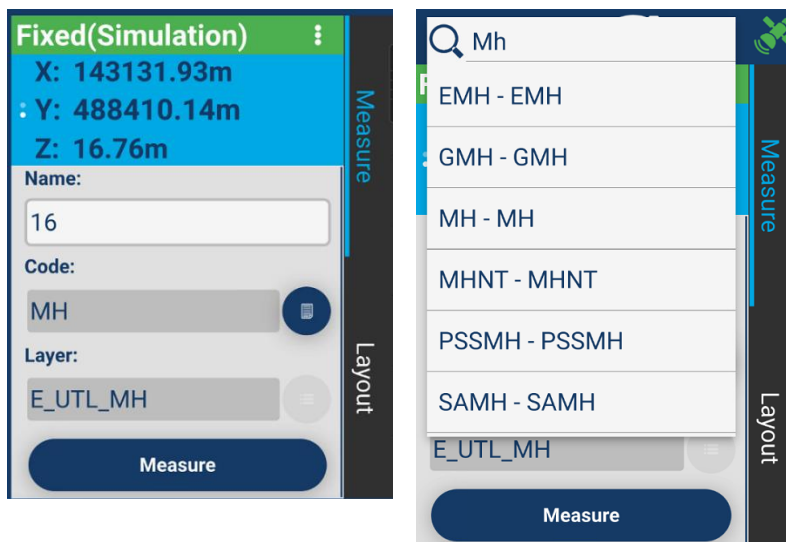 Fixed(Simulation)
X: 143131.93m
Y: 488410.14m
Z: 16.76m
Name:
16
Code:
MH
Layer:
E_UTL_MH
Measure
Measure
Layout
Mh
EMH - EMH
GMH - GMH
MH - MH
MHNT - MHNT
PSSMH - PSSMH
SAMH - SAMH
E_UTL_MH
Measure
Measure
Layout